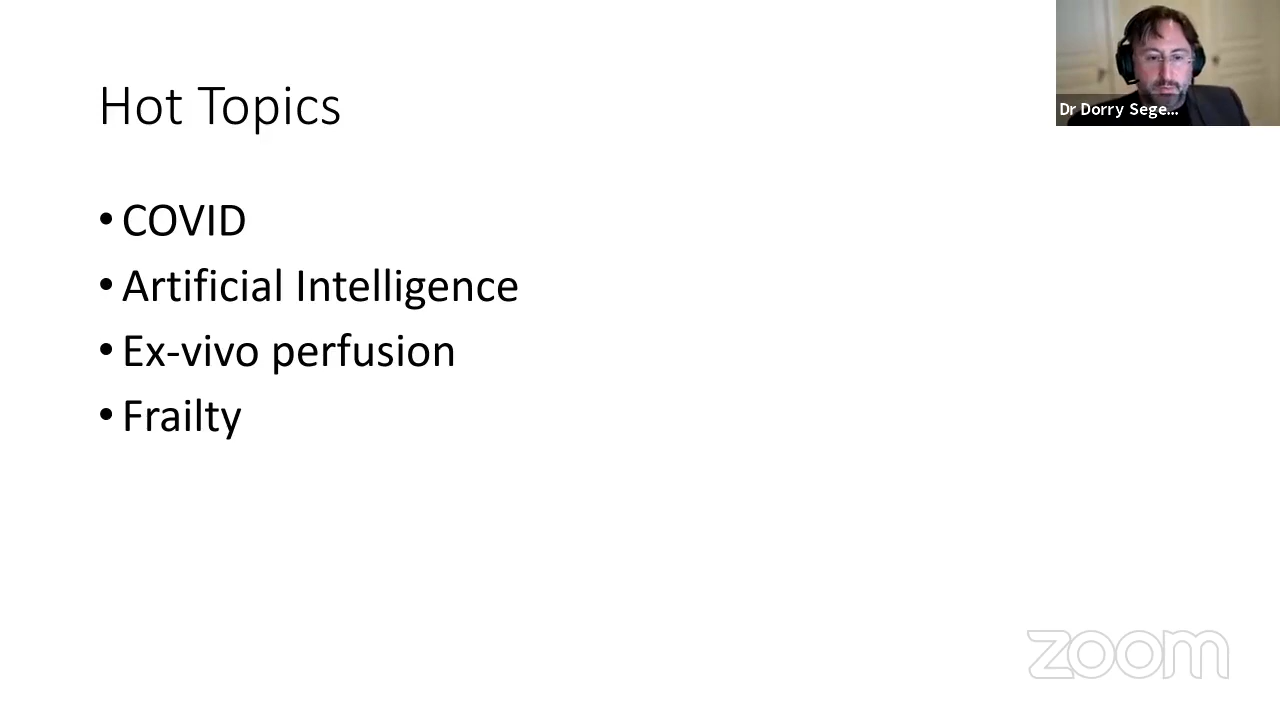 Hot Topics
Dr Dorry Sege...
• COVID
• Artificial Intelligence
• Ex-vivo perfusion
• Frailty
zoom